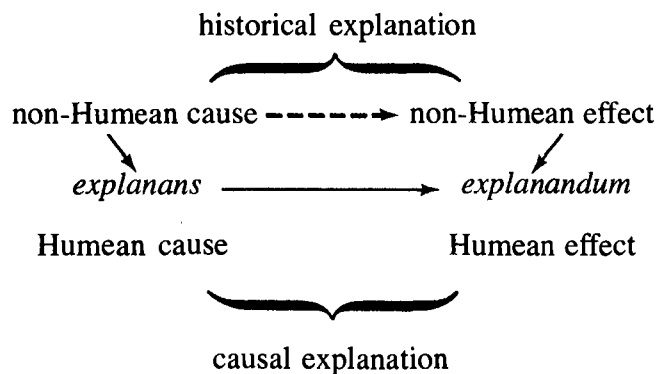 historical explanation
non-Humean cause non-Humean effect
explanans explanandum
Humean cause Humean effect
causal explanation